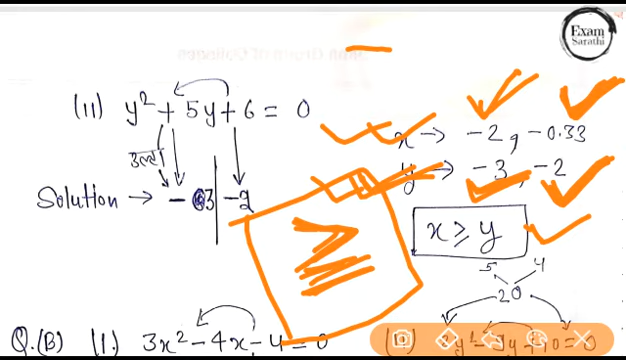 Exam
Sarathi
(II) y² + 5y + 6 = 0
उल्टा
Solution → -3 | -2
x → -2, -0.33
y → -3, -2
x ≥ y
5 4
20
Q.(B) (I.) 3x² - 4x - 4 = 0